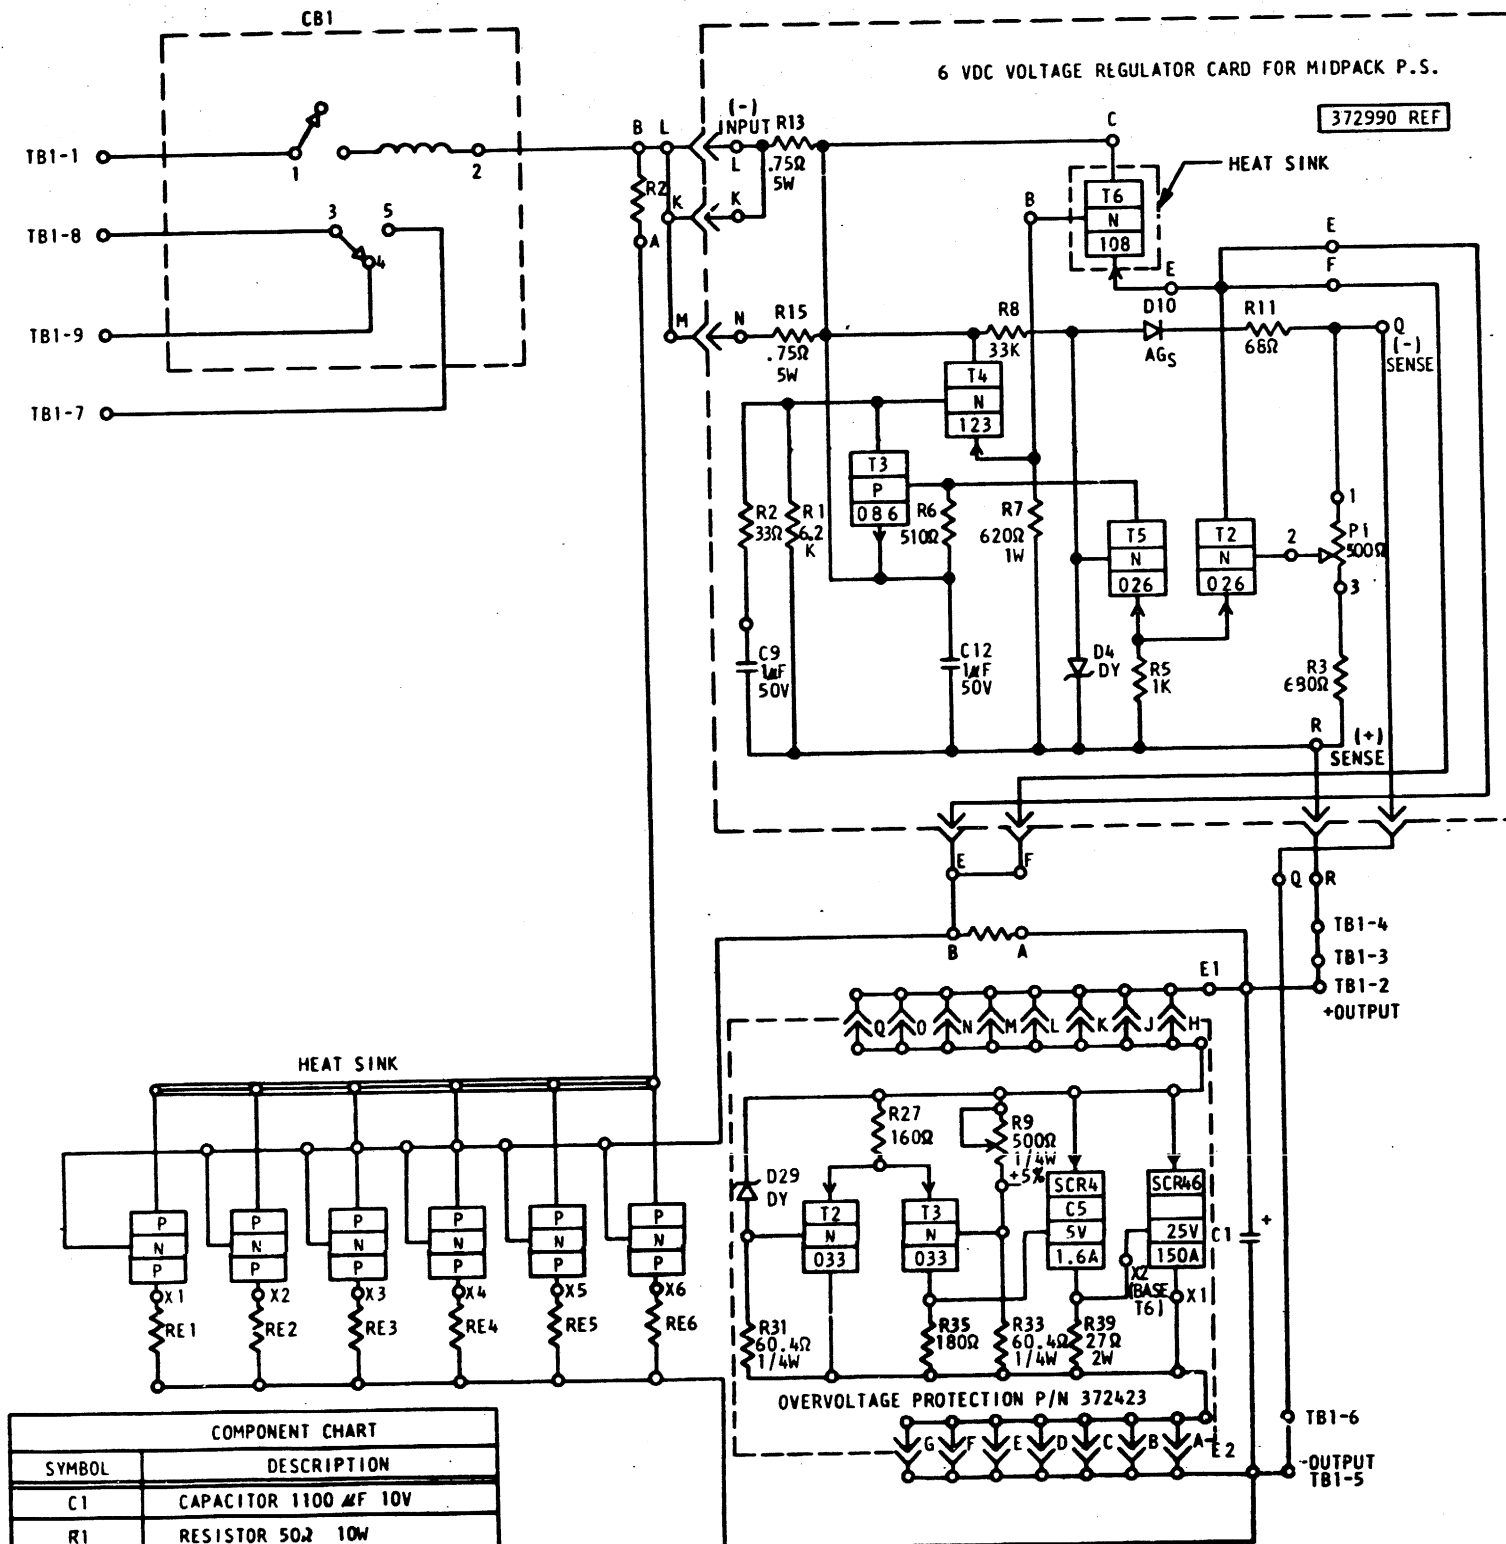 CB1
6 VDC VOLTAGE REGULATOR CARD FOR MIDPACK P.S.
372990 REF
HEAT SINK
TB1-1
1
2
TB1-8
3
5
4
TB1-9
TB1-7
B
L
R2
K
A
M
(-)
INPUT
L
K
N
R13
.75Ω
5W
R15
.75Ω
5W
C
B
T6
N
108
E
E
F
R8
33K
D10
AGS
R11
68Ω
Q
(-)
SENSE
T4
N
123
T3
P
086
R2
33Ω
R1
6.2
K
R6
510Ω
R7
620Ω
1W
T5
N
026
T2
N
026
2
1
P1
500Ω
3
C9
1µF
50V
C12
1µF
50V
D4
DY
R5
1K
R3
680Ω
R
(+)
SENSE
E
F
Q
R
B
A
TB1-4
TB1-3
E1
TB1-2
+OUTPUT
Q
O
N
M
L
K
J
H
HEAT SINK
P
N
P
P
N
P
P
N
P
P
N
P
P
N
P
P
N
P
X1
X2
X3
X4
X5
X6
RE1
RE2
RE3
RE4
RE5
RE6
R27
160Ω
R9
500Ω
1/4W
+5%
D29
DY
T2
N
033
T3
N
033
SCR4
C5
5V
1.6A
SCR46
25V
150A
C1
+
X2
(BASE
T6)
X1
R31
60.4Ω
1/4W
R35
180Ω
R33
60.4Ω
1/4W
R39
27Ω
2W
OVERVOLTAGE PROTECTION P/N 372423
G
F
E
D
C
B
A
E2
TB1-6
-OUTPUT
TB1-5
COMPONENT CHART
SYMBOL DESCRIPTION
C1 CAPACITOR 1100 µF 10V
R1 RESISTOR 50Ω 10W